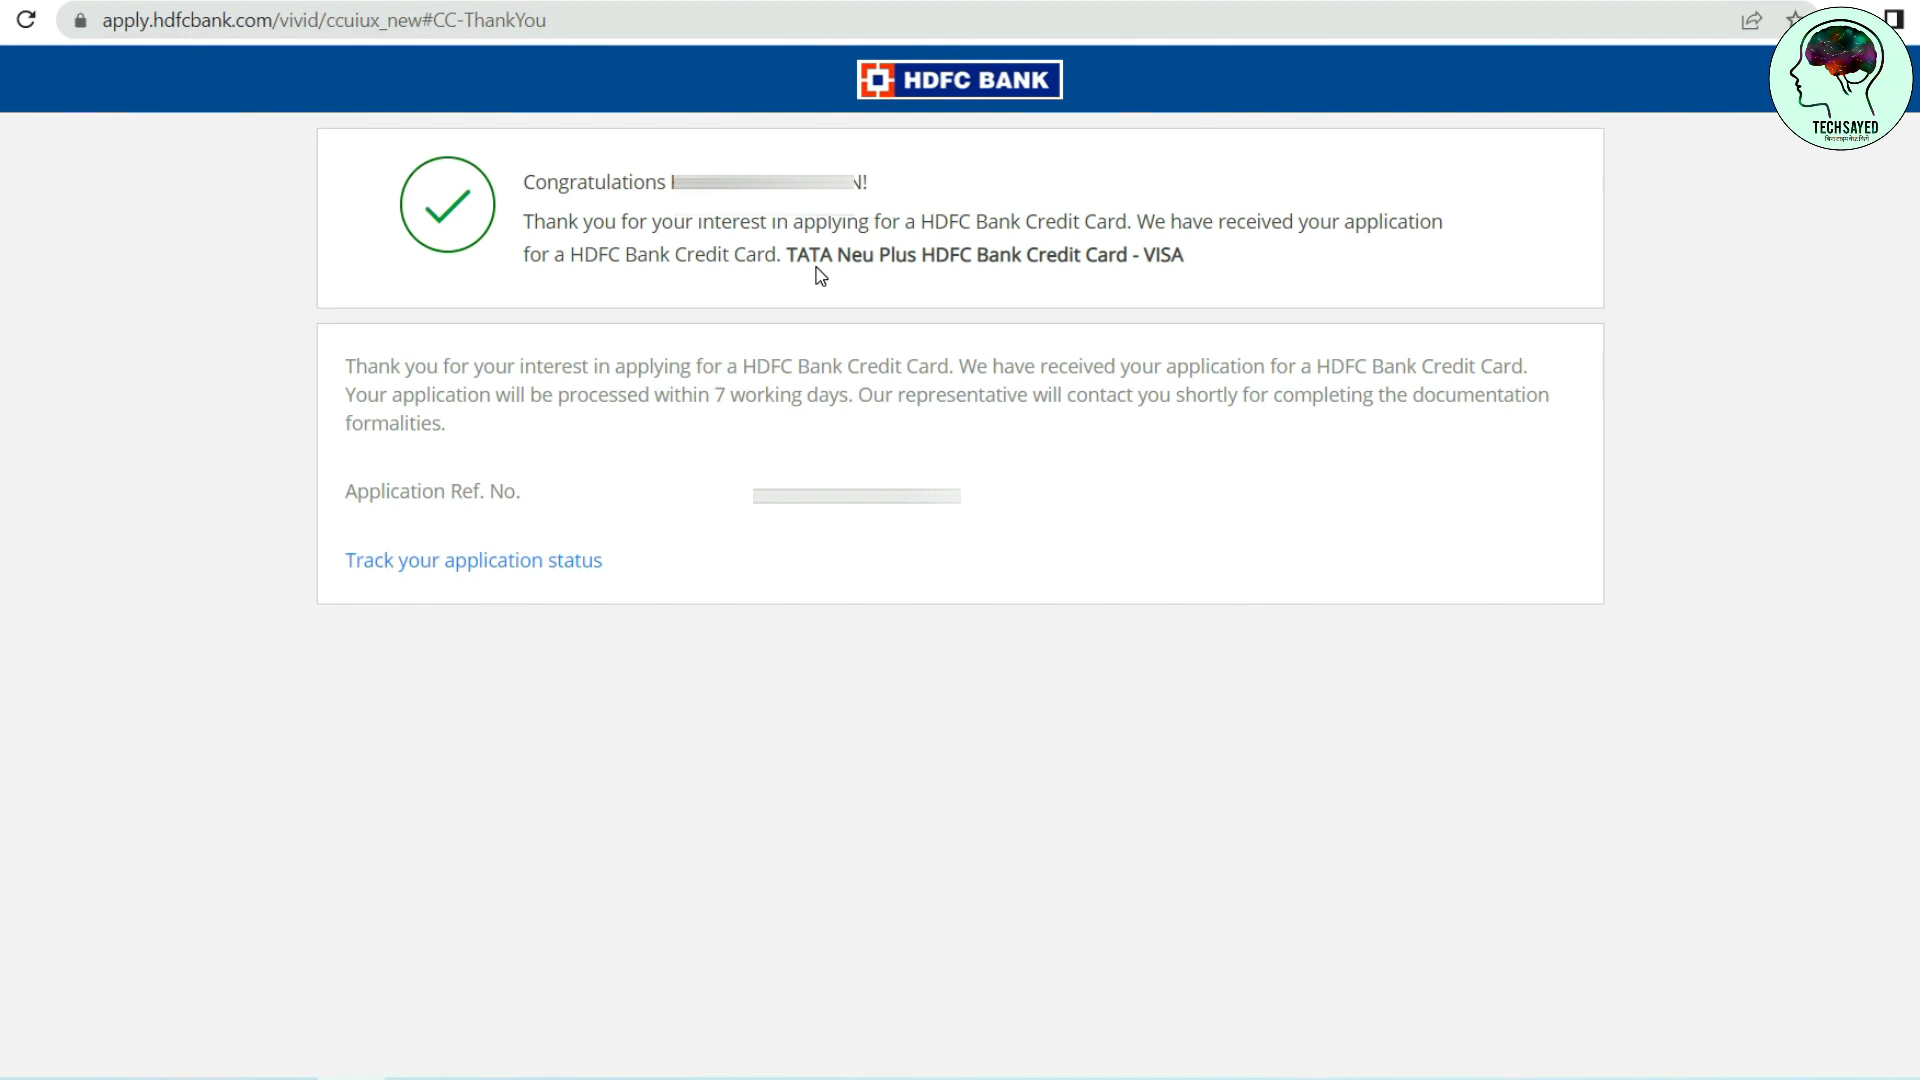 apply.hdfcbank.com/vivid/ccuiux_new#CC-ThankYou
HDFC BANK
TECHSAYED
Congratulations N!
Thank you for your interest in applying for a HDFC Bank Credit Card. We have received your application
for a HDFC Bank Credit Card. TATA Neu Plus HDFC Bank Credit Card - VISA
Thank you for your interest in applying for a HDFC Bank Credit Card. We have received your application for a HDFC Bank Credit Card.
Your application will be processed within 7 working days. Our representative will contact you shortly for completing the documentation
formalities.
Application Ref. No.
Track your application status